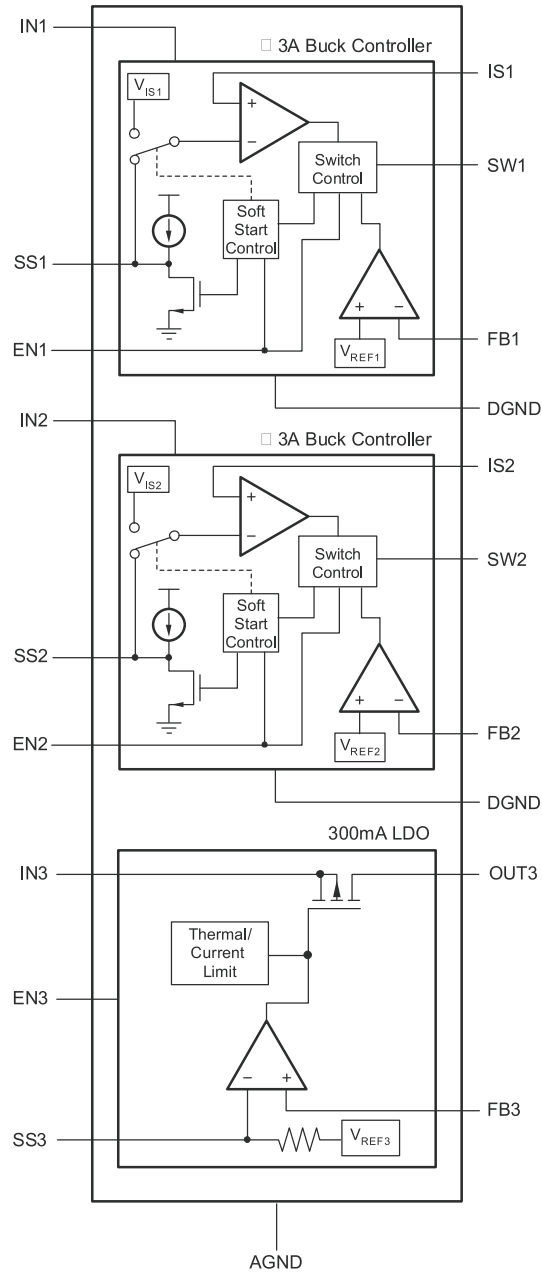 IN1
□ 3A Buck Controller
VIS1
IS1
+
−
Switch
Control
SW1
Soft
Start
Control
SS1
+ −
EN1
VREF1
FB1
DGND
IN2
□ 3A Buck Controller
VIS2
IS2
+
−
Switch
Control
SW2
Soft
Start
Control
SS2
+ −
EN2
VREF2
FB2
DGND
300mA LDO
IN3
OUT3
Thermal/
Current
Limit
EN3
− +
FB3
SS3
VREF3
AGND